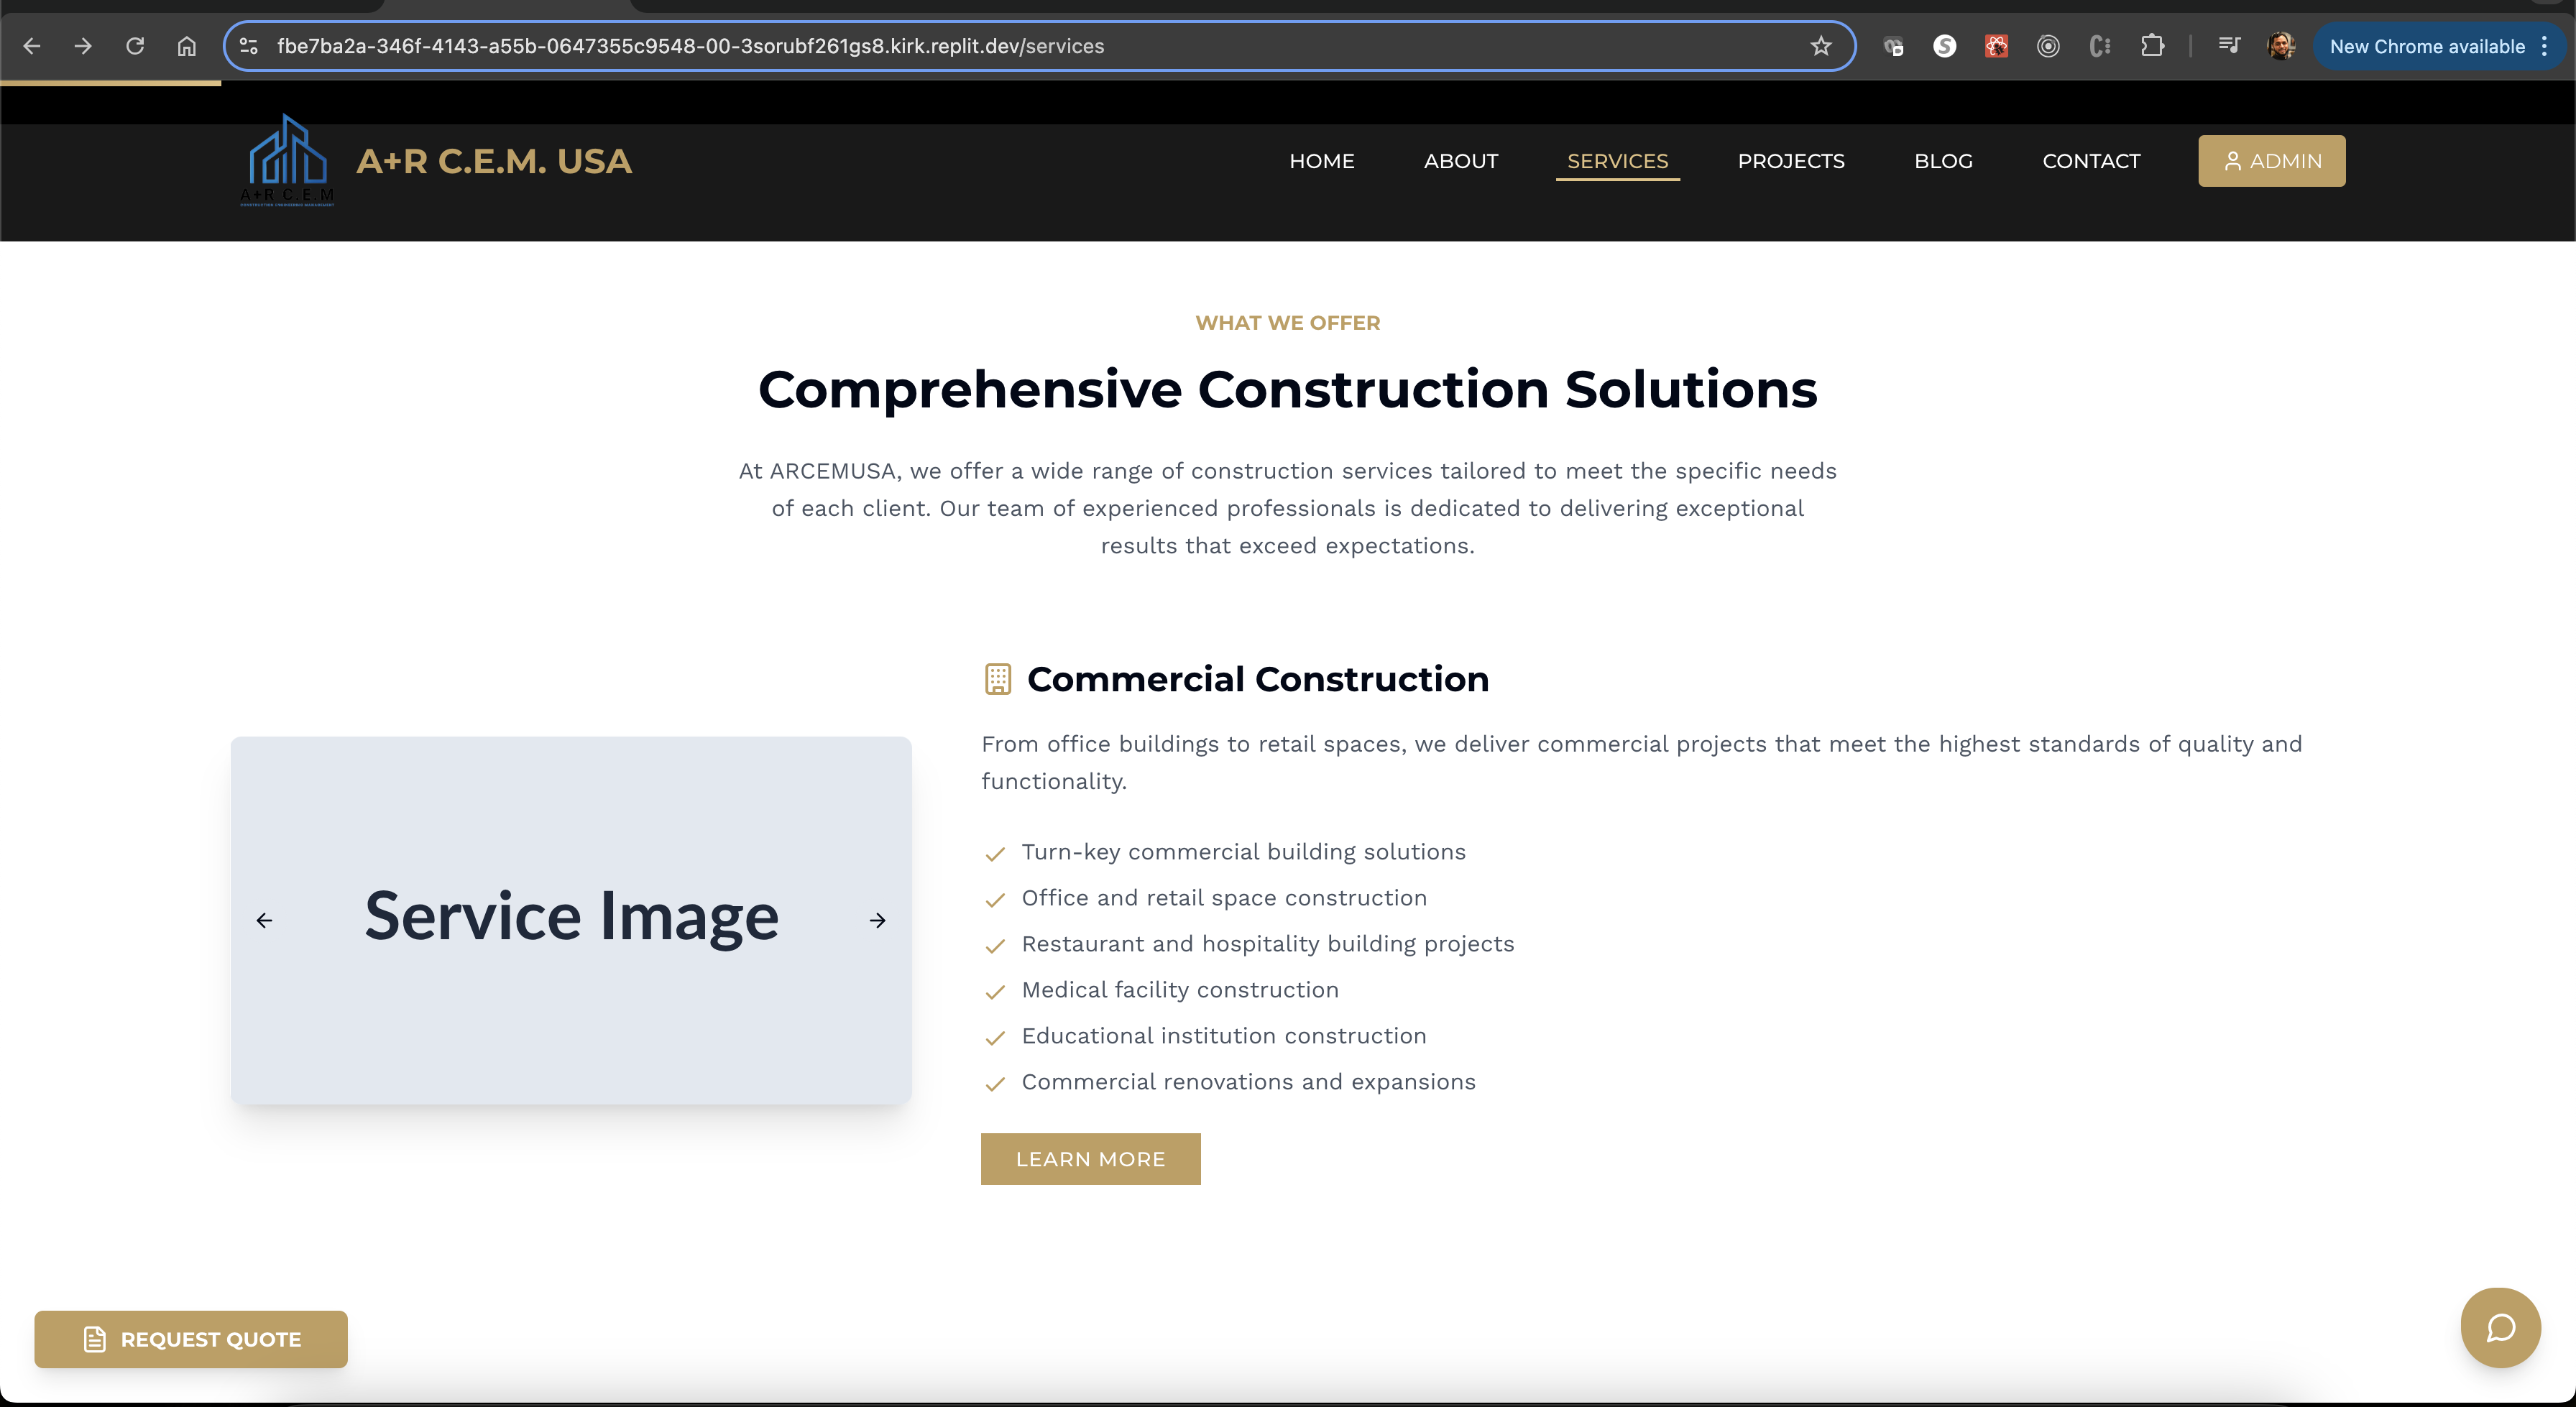 fbe7ba2a-346f-4143-a55b-0647355c9548-00-3sorubf261gs8.kirk.replit.dev/services
New Chrome available
A+R C.E.M
CONSTRUCTION ENGINEERING MANAGEMENT
A+R C.E.M. USA
HOME
ABOUT
SERVICES
PROJECTS
BLOG
CONTACT
ADMIN
WHAT WE OFFER
Comprehensive Construction Solutions
At ARCEMUSA, we offer a wide range of construction services tailored to meet the specific needs
of each client. Our team of experienced professionals is dedicated to delivering exceptional
results that exceed expectations.
Service Image
Commercial Construction
From office buildings to retail spaces, we deliver commercial projects that meet the highest standards of quality and
functionality.
Turn-key commercial building solutions
Office and retail space construction
Restaurant and hospitality building projects
Medical facility construction
Educational institution construction
Commercial renovations and expansions
LEARN MORE
REQUEST QUOTE